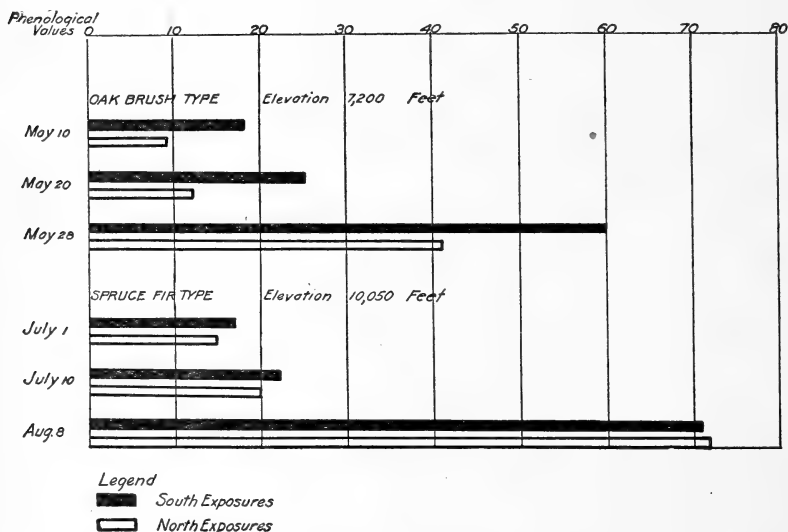 Phenological
Values 0 10 20 30 40 50 60 70 80
OAK BRUSH TYPE Elevation 7,200 Feet
May 10
May 20
May 28
SPRUCE FIR TYPE Elevation 10,050 Feet
July 1
July 10
Aug. 8
Legend
South Exposures
North Exposures